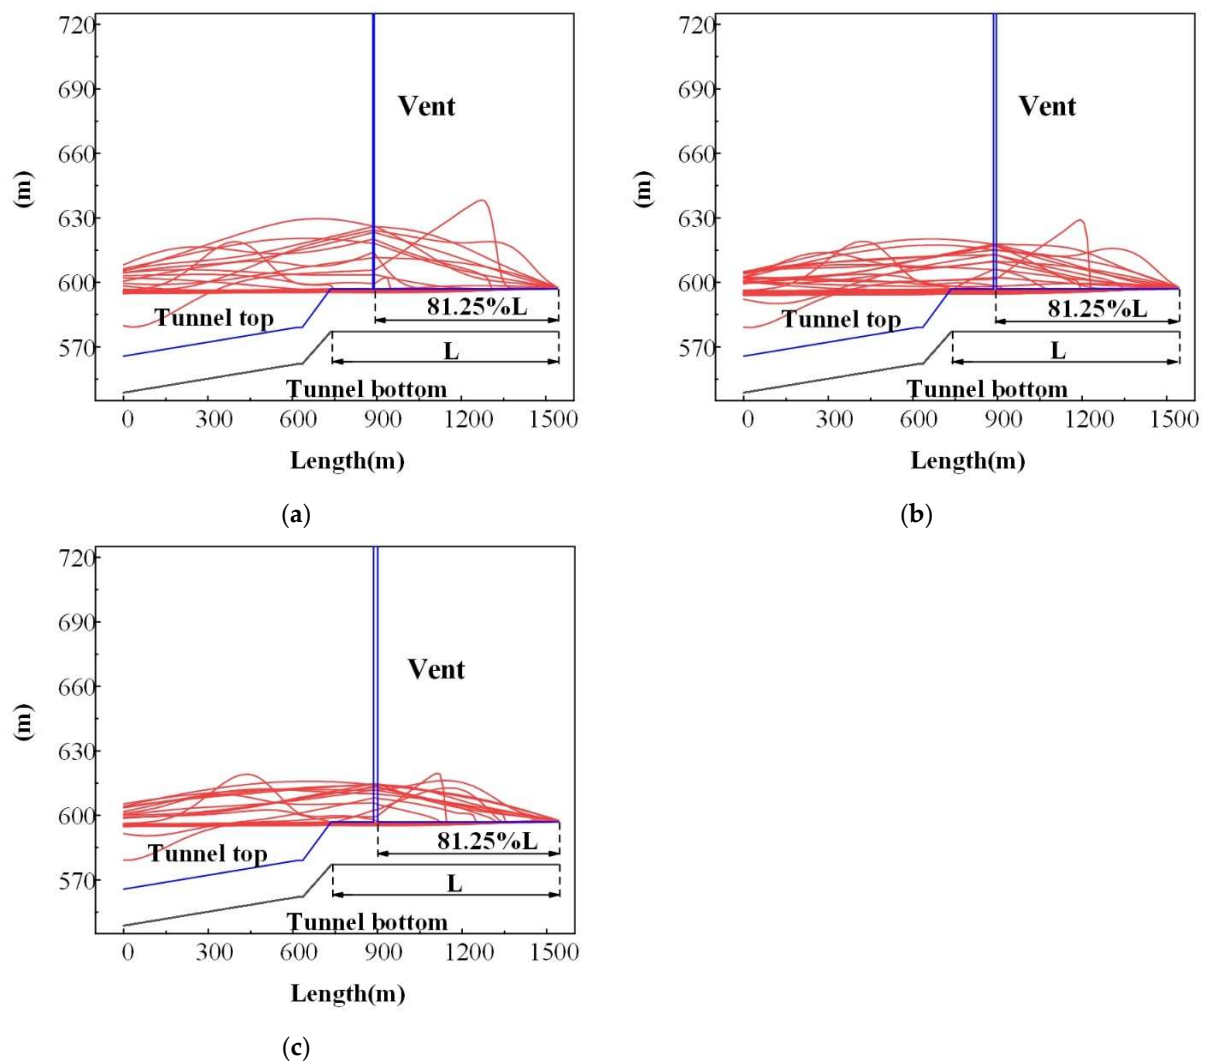 720
690
660
630
600
570
(m)
Vent
81.25%L
Tunnel top
L
Tunnel bottom
0 300 600 900 1200 1500
Length(m)
(a)
720
690
660
630
600
570
(m)
Vent
81.25%L
Tunnel top
L
Tunnel bottom
0 300 600 900 1200 1500
Length(m)
(b)
720
690
660
630
600
570
(m)
Vent
81.25%L
Tunnel top
L
Tunnel bottom
0 300 600 900 1200 1500
Length(m)
(c)